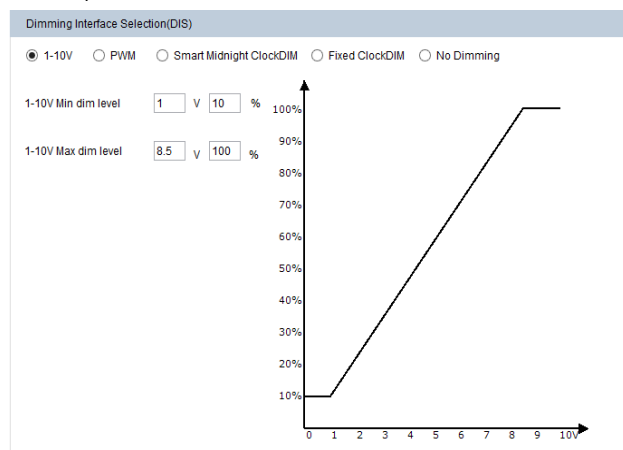 Dimming Interface Selection(DIS)
1-10V PWM Smart Midnight ClockDIM Fixed ClockDIM No Dimming
1-10V Min dim level 1 V 10 %
1-10V Max dim level 8.5 V 100 %
100%
90%
80%
70%
60%
50%
40%
30%
20%
10%
0 1 2 3 4 5 6 7 8 9 10V